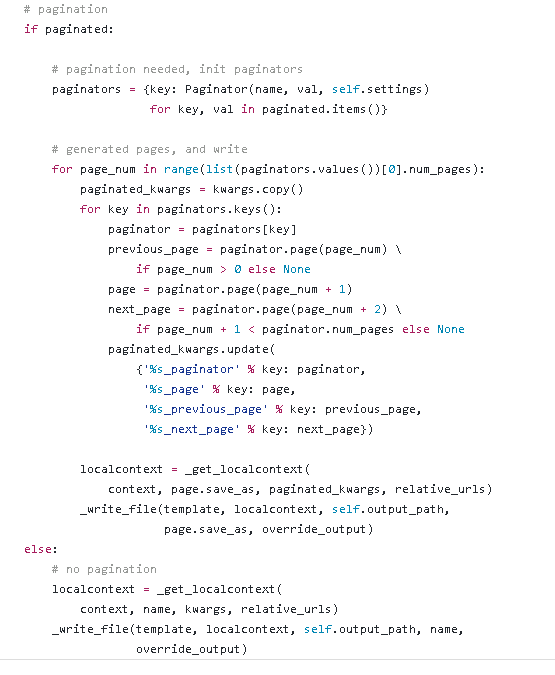 # pagination
if paginated:
# pagination needed, init paginators
paginators = {key: Paginator(name, val, self.settings)
for key, val in paginated.items()}
# generated pages, and write
for page_num in range(list(paginators.values())[0].num_pages):
paginated_kwargs = kwargs.copy()
for key in paginators.keys():
paginator = paginators[key]
previous_page = paginator.page(page_num) \
if page_num > 0 else None
page = paginator.page(page_num + 1)
next_page = paginator.page(page_num + 2) \
if page_num + 1 < paginator.num_pages else None
paginated_kwargs.update(
{'%s_paginator' % key: paginator,
'%s_page' % key: page,
'%s_previous_page' % key: previous_page,
'%s_next_page' % key: next_page})
localcontext = _get_localcontext(
context, page.save_as, paginated_kwargs, relative_urls)
_write_file(template, localcontext, self.output_path,
page.save_as, override_output)
else:
# no pagination
localcontext = _get_localcontext(
context, name, kwargs, relative_urls)
_write_file(template, localcontext, self.output_path, name,
override_output)